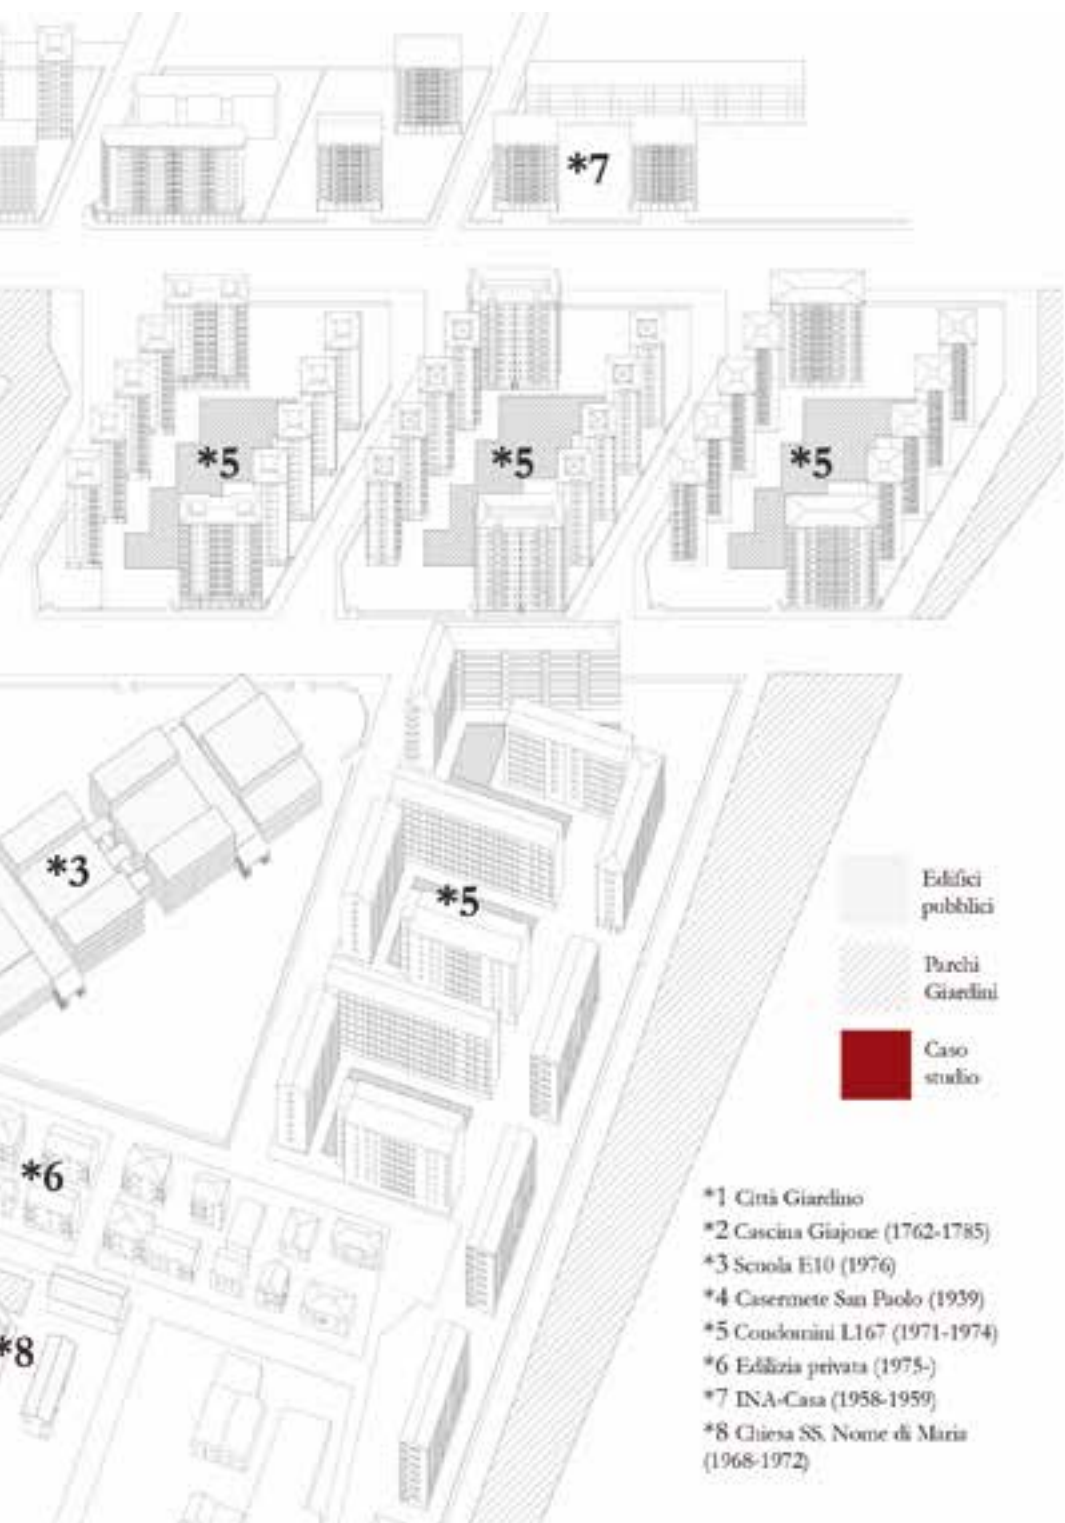 *7
*5
*5
*5
*3
*5
Edifici
pubblici
Parchi
Giardini
Caso
studio
*6
*8
*1 Città Giardino
*2 Cascina Giajone (1762-1785)
*3 Scuola E10 (1976)
*4 Casermete San Paolo (1939)
*5 Condomini L167 (1971-1974)
*6 Edilizia privata (1975-)
*7 INA-Casa (1958-1959)
*8 Chiesa SS. Nome di Maria
(1968-1972)